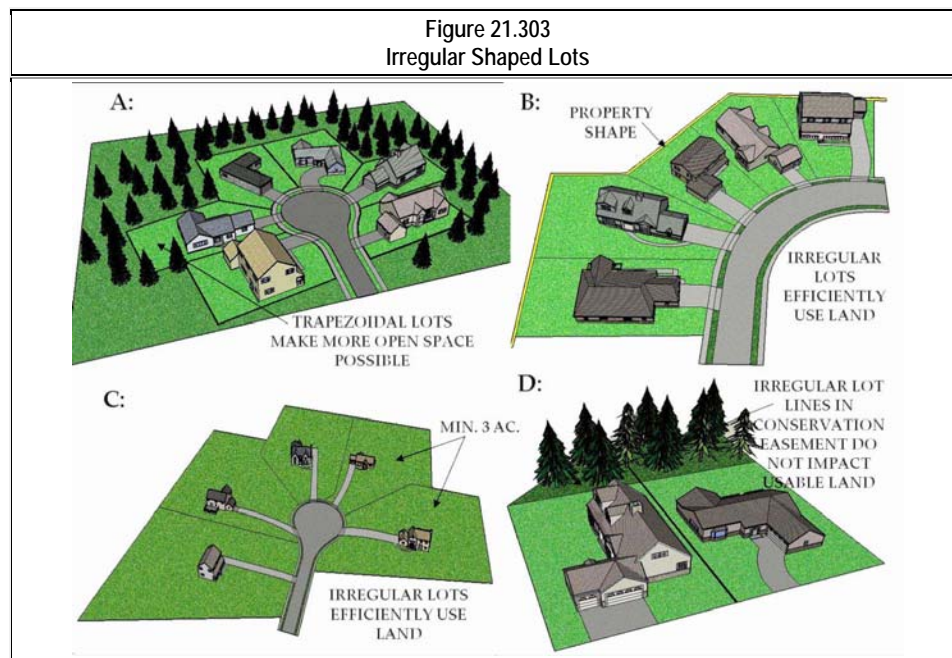 Figure 21.303
Irregular Shaped Lots
A:
TRAPEZOIDAL LOTS
MAKE MORE OPEN SPACE
POSSIBLE
B:
PROPERTY
SHAPE
IRREGULAR
LOTS
EFFICIENTLY
USE LAND
C:
MIN. 3 AC.
IRREGULAR LOTS
EFFICIENTLY USE
LAND
D:
IRREGULAR LOT
LINES IN
CONSERVATION
EASEMENT DO
NOT IMPACT
USABLE LAND